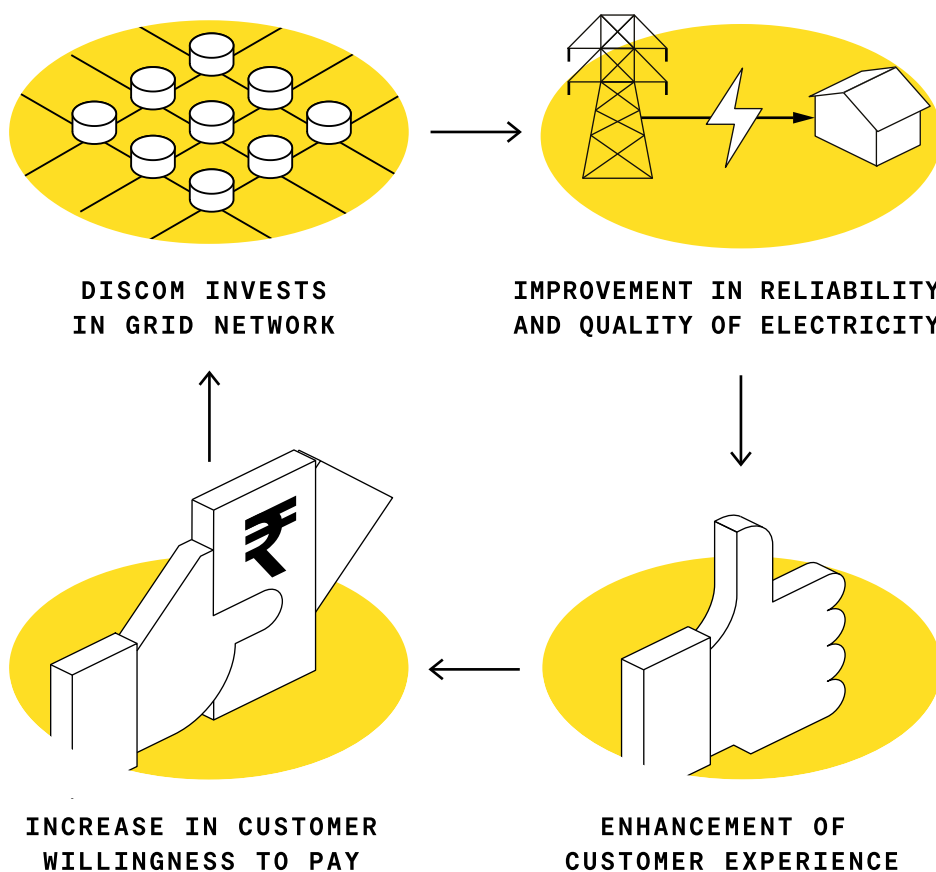 DISCOM INVESTS
IN GRID NETWORK
IMPROVEMENT IN RELIABILITY
AND QUALITY OF ELECTRICITY
₹
INCREASE IN CUSTOMER
WILLINGNESS TO PAY
ENHANCEMENT OF
CUSTOMER EXPERIENCE